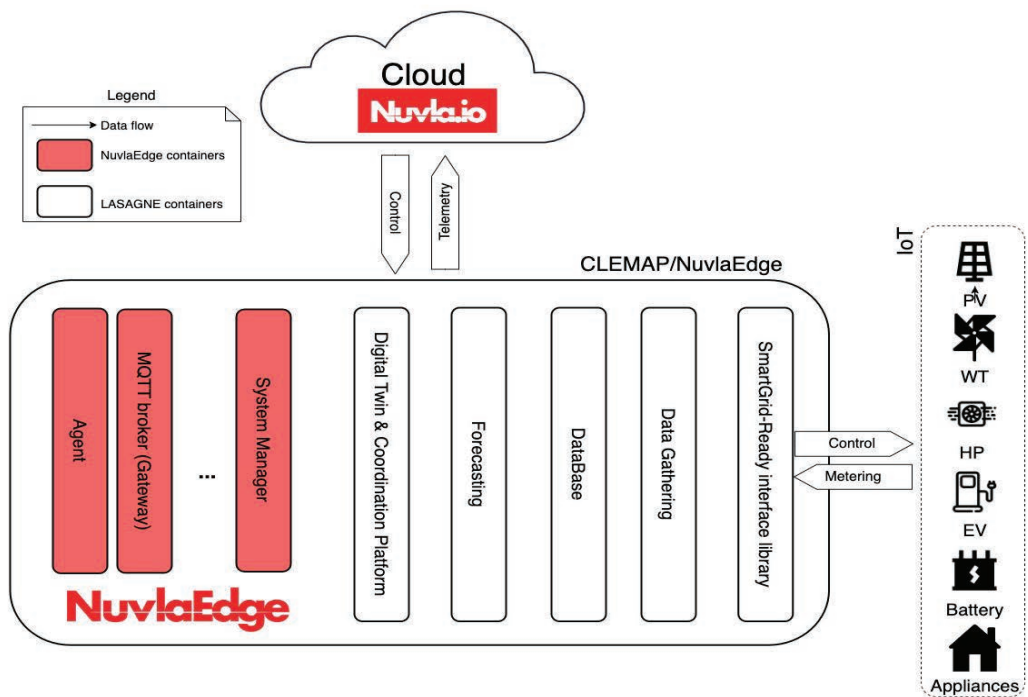 Cloud
Nuvla.io
Legend
Data flow
NuvlaEdge containers
LASAGNE containers
Control
Telemetry
CLEMAP/NuvlaEdge
IoT
Agent
MQTT broker (Gateway)
...
System Manager
Digital Twin & Coordination Platform
Forecasting
DataBase
Data Gathering
SmartGrid-Ready interface library
NuvlaEdge
Control
Metering
PV
WT
HP
EV
Battery
Appliances